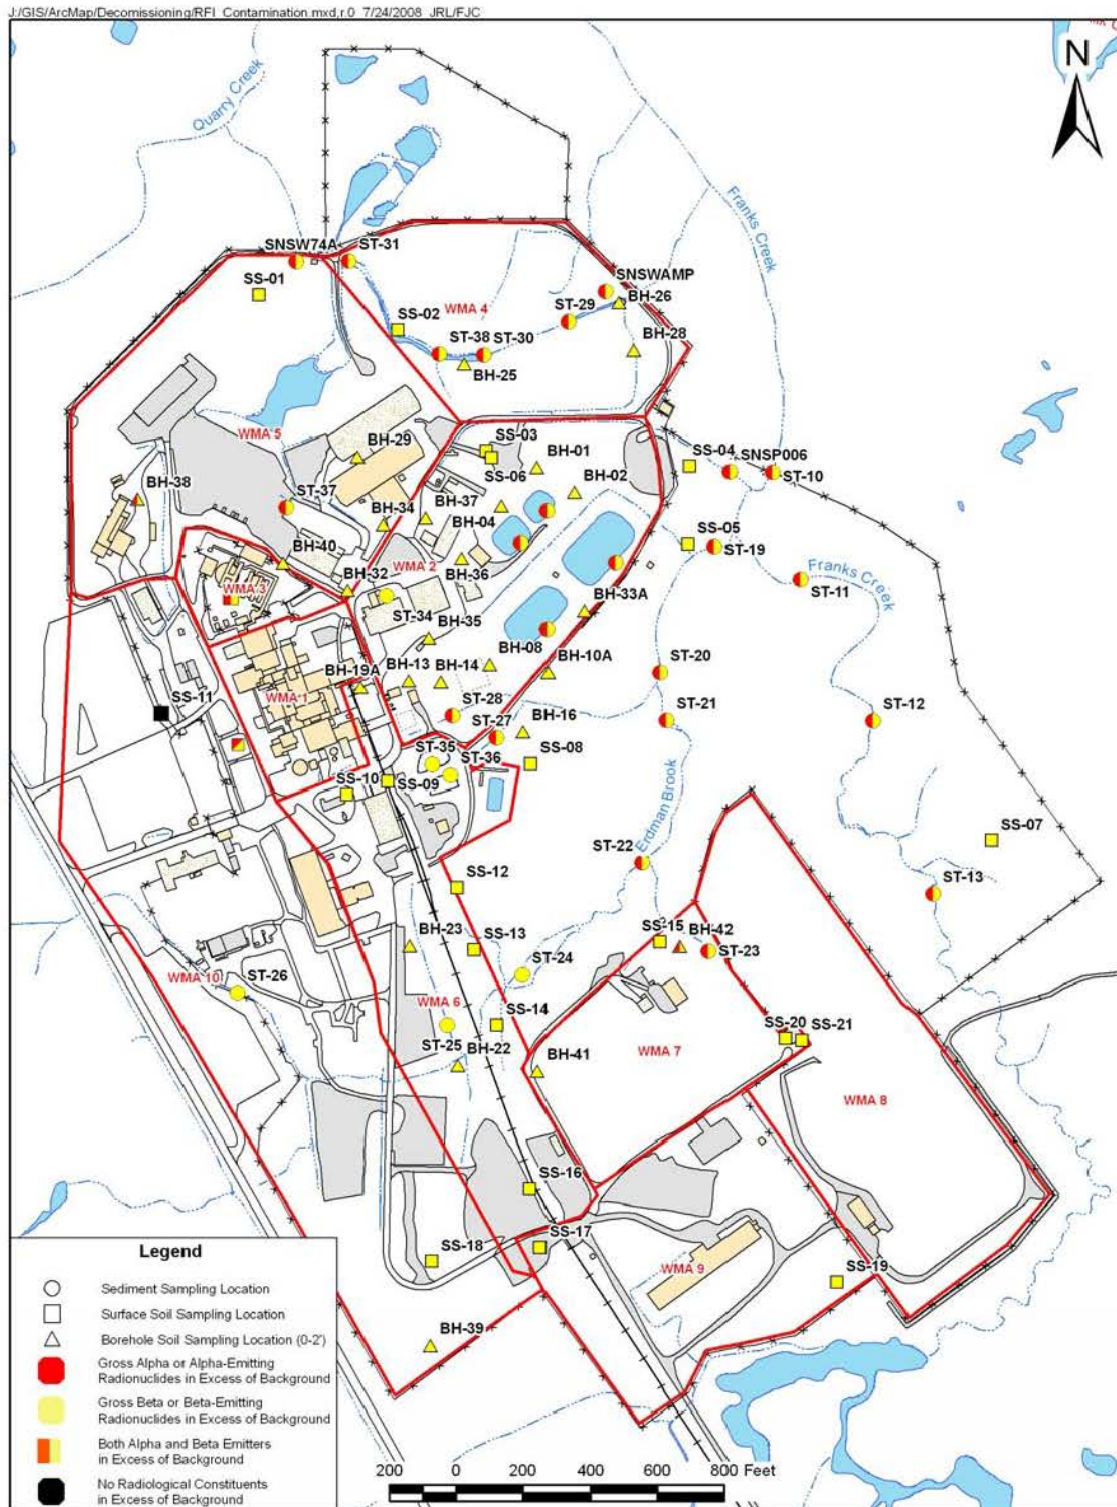 J:/GIS/ArcMap/Decomissioning/RFI_Contamination.mxd,r.0 7/24/2008 JRL/FJC
N
Quarry Creek
Franks Creek
SNSW74A
ST-31
SS-01
SNSWAMP
WMA 4
ST-29
BH-26
SS-02
BH-28
ST-38
ST-30
BH-25
WMA 5
SS-03
BH-29
BH-01
SS-04
SNSP006
SS-06
BH-02
ST-10
BH-38
ST-37
BH-34
BH-37
BH-04
SS-05
BH-40
ST-19
WMA 2
BH-36
Franks Creek
BH-32
ST-11
WMA 3
BH-33A
ST-34
BH-35
BH-08
BH-19A
BH-13
BH-14
BH-10A
ST-20
SS-11
WMA 1
ST-28
ST-21
ST-12
ST-27
BH-16
ST-35
ST-36
SS-08
SS-10
SS-09
Erdman Brook
SS-07
ST-22
SS-12
ST-13
BH-23
SS-13
SS-15
BH-42
ST-23
ST-24
WMA 10
ST-26
WMA 6
SS-14
SS-20
SS-21
ST-25
BH-22
BH-41
WMA 7
WMA 8
SS-16
SS-17
SS-18
WMA 9
SS-19
BH-39
Legend
Sediment Sampling Location
Surface Soil Sampling Location
Borehole Soil Sampling Location (0-2')
Gross Alpha or Alpha-Emitting
Radionuclides in Excess of Background
Gross Beta or Beta-Emitting
Radionuclides in Excess of Background
Both Alpha and Beta Emitters
in Excess of Background
No Radiological Constituents
in Excess of Background
200 0 200 400 600 800 Feet